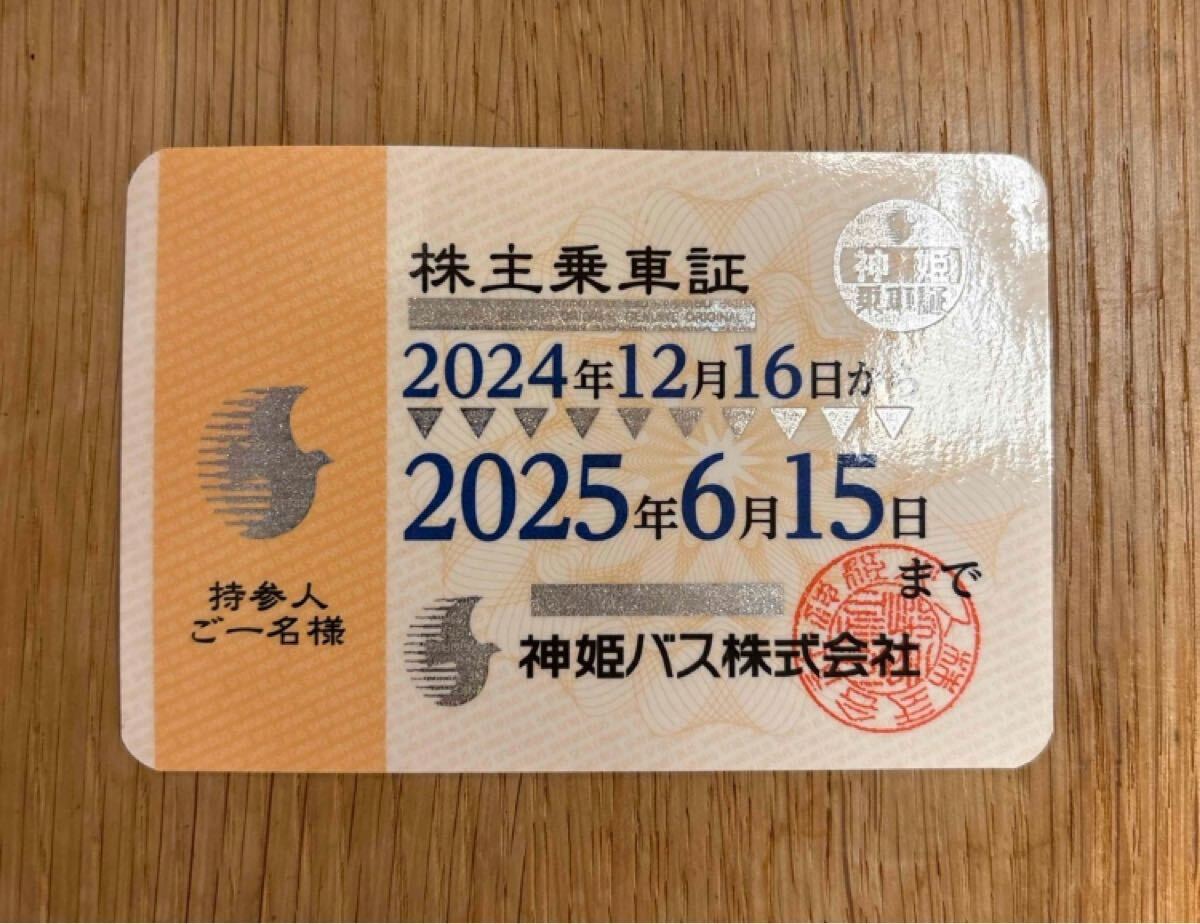 株主乗車証
神姫
乗車証
GENUINE ORIGINAL
2024年12月16日から
2025年6月15日
まで
持参人
ご一名様
神姫バス株式会社